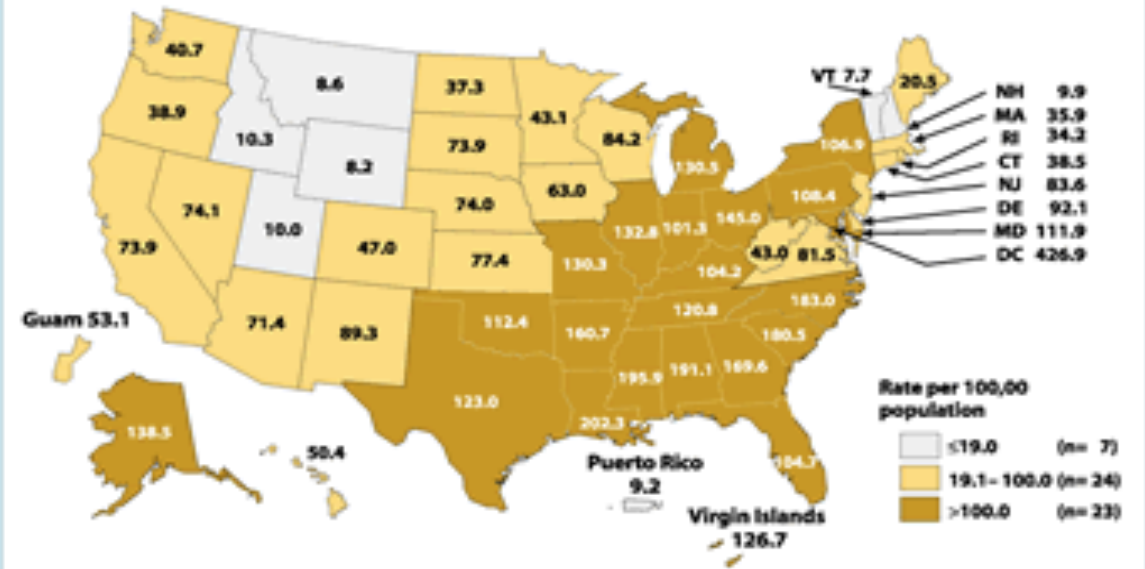 40.7
8.6
37.3
43.1
VT 7.7
20.5
NH 9.9
MA 35.9
RI 34.2
CT 38.5
NJ 83.6
DE 92.1
MD 111.9
DC 426.9
38.9
10.3
8.2
73.9
84.2
130.5
106.9
74.1
10.0
47.0
74.0
63.0
132.8
101.3
145.0
108.4
73.9
77.4
130.3
104.2
43.0
81.5
Guam 53.1
71.4
89.3
112.4
160.7
120.8
183.0
180.5
123.0
195.9
191.1
169.6
202.3
138.5
50.4
Puerto Rico
9.2
Virgin Islands
126.7
Rate per 100,00
population
≤19.0 (n= 7)
19.1–100.0 (n= 24)
>100.0 (n= 23)